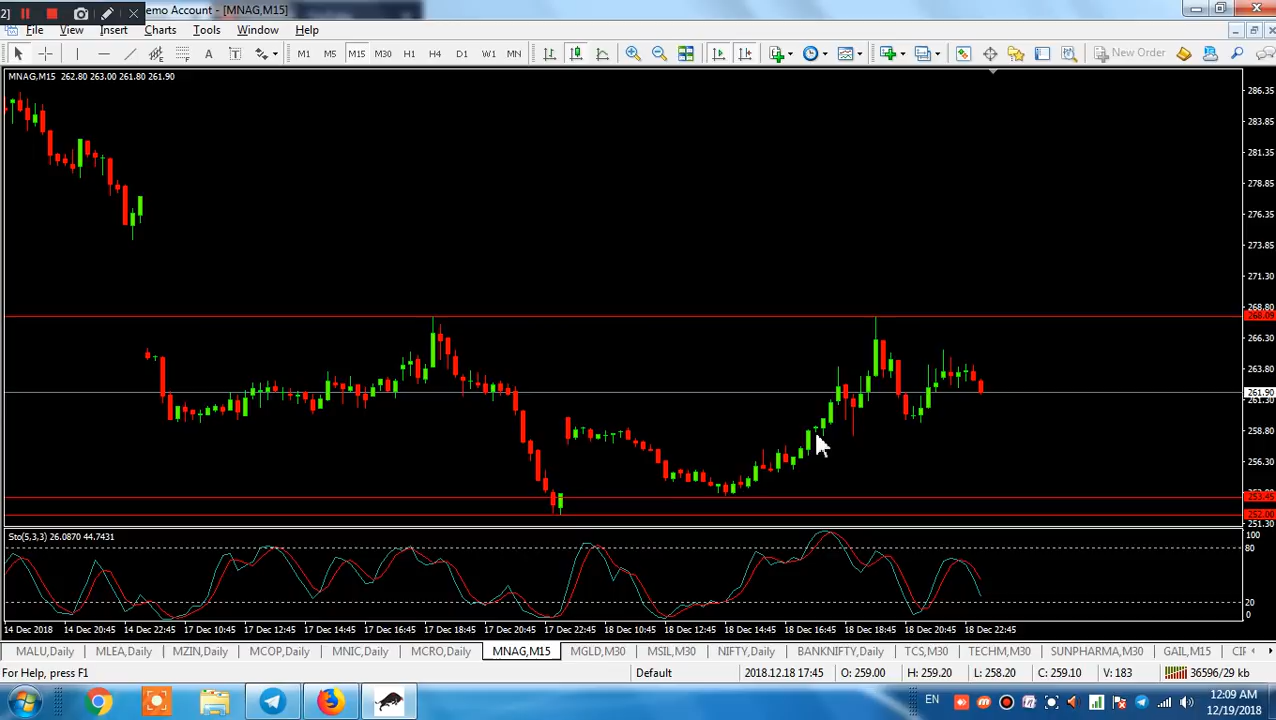 2]
emo Account - [MNAG,M15]
File View Insert Charts Tools Window Help
A T M1 M5 M15 M30 H1 H4 D1 W1 MN New Order
MNAG,M15 262.80 263.00 261.80 261.90
286.35
283.85
281.35
278.85
276.35
273.85
271.30
268.80
268.09
263.80
261.90
261.30
258.80
256.30
253.45
252.00
251.30
Sto(5,3,3) 26.0870 44.7431
100
80
20
0
14 Dec 2018 14 Dec 20:45 14 Dec 22:45 17 Dec 10:45 17 Dec 12:45 17 Dec 14:45 17 Dec 16:45 17 Dec 18:45 17 Dec 20:45 17 Dec 22:45 18 Dec 10:45 18 Dec 12:45 18 Dec 14:45 18 Dec 16:45 18 Dec 18:45 18 Dec 20:45 18 Dec 22:45
MALU,Daily MLEA,Daily MZIN,Daily MCOP,Daily MNIC,Daily MCRO,Daily MNAG,M15 MGLD,M30 MSIL,M30 NIFTY,Daily BANKNIFTY,Daily TCS,M30 TECHM,M30 SUNPHARMA,M30 GAIL,M15
For Help, press F1 Default 2018.12.18 17:45 O: 259.00 H: 259.20 L: 258.20 C: 259.10 V: 183 36596/29 kb
EN 12:09 AM
12/19/2018